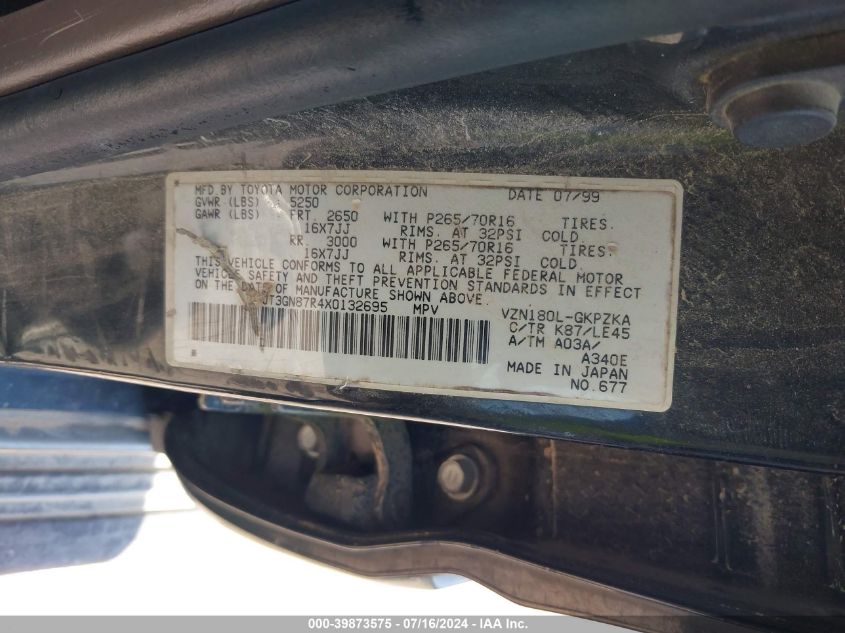 MFD BY TOYOTA MOTOR CORPORATION DATE 07/99
GVWR (LBS) 5250
GAWR (LBS) FRT 2650 WITH P265/70R16 TIRES.
16X7JJ RIMS. AT 32PSI COLD
RR. 3000 WITH P265/70R16 TIRES.
16X7JJ RIMS. AT 32PSI COLD.
THIS VEHICLE CONFORMS TO ALL APPLICABLE FEDERAL MOTOR
VEHICLE SAFETY AND THEFT PREVENTION STANDARDS IN EFFECT
ON THE DATE OF MANUFACTURE SHOWN ABOVE.
JT3GN87R4X0132695 MPV VZN180L-GKPZKA
C/TR K87/LE45
A/TM A03A/
A340E
MADE IN JAPAN
NO.677
000-39873575 - 07/16/2024 - IAA Inc.